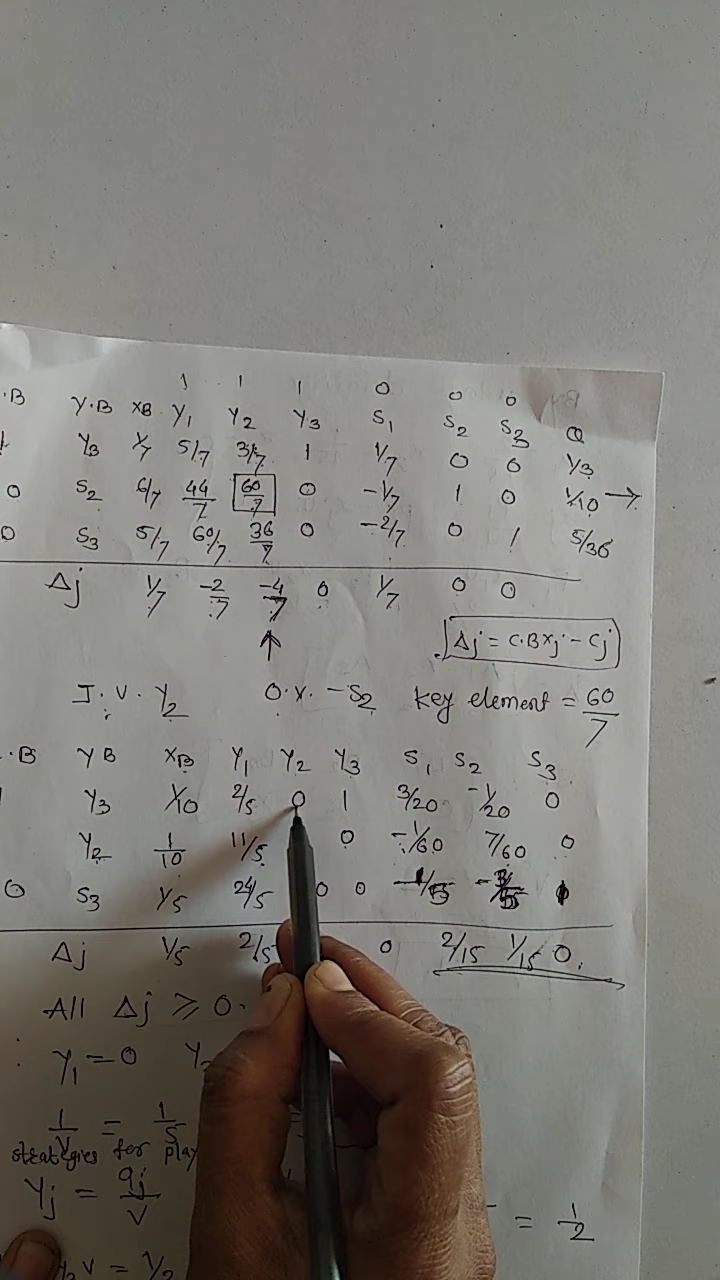 1 1 1 0 0 0
.B Y.B XB Y1 Y2 Y3 S1 S2 S3 Q
Y3 1/7 5/7 3/7 1 1/7 0 0 1/3
0 S2 6/7 44/7 60/7 0 -1/7 1 0 1/10 →
0 S3 5/7 60/7 36/7 0 -2/7 0 1 5/36
Δj 1/7 -2/7 -4/7 0 1/7 0 0
↑ Δj = C.B Xj - Cj
I.V. Y2 O.V. - S2 Key element = 60/7
.B YB XB Y1 Y2 Y3 S1 S2 S3
Y3 1/10 2/5 0 1 3/20 -1/20 0
Y2 1/10 11/5 0 -1/60 7/60 0
0 S3 1/5 24/5 0 0 -1/5 -3/5 1
Δj 1/5 2/5 0 2/15 1/15 0.
All Δj ≥ 0.
: Y1 = 0
1/V = 1/5
strategies for
Yj = qj/V = 1/2
V = 1/2